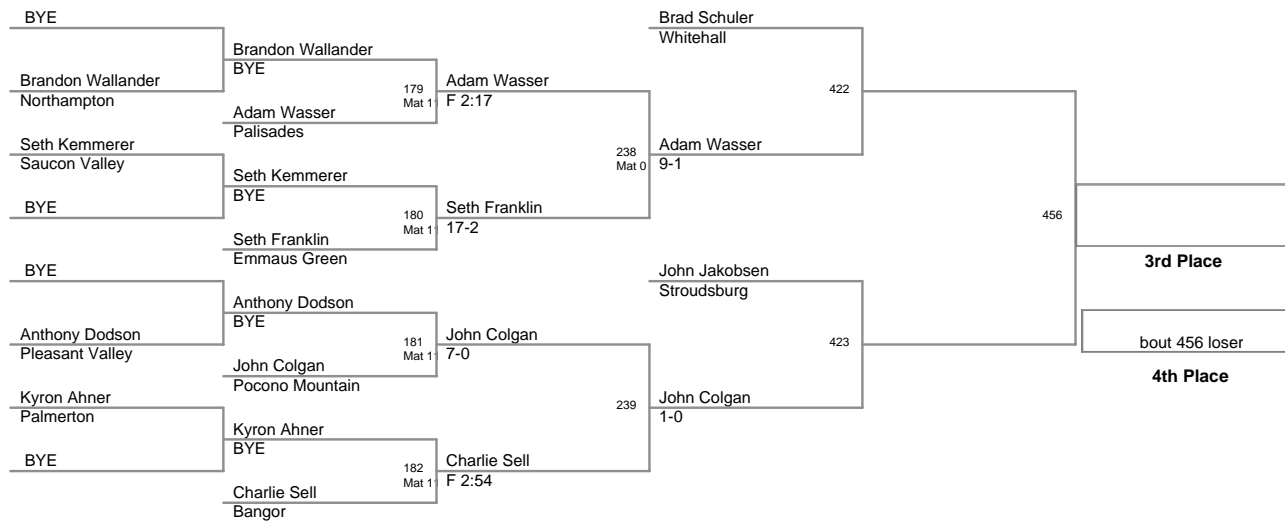 BYE
Brandon Wallander
Northampton
Seth Kemmerer
Saucon Valley
BYE
BYE
Anthony Dodson
Pleasant Valley
Kyron Ahner
Palmerton
BYE
Brandon Wallander
BYE
Adam Wasser
Palisades
Seth Kemmerer
BYE
Seth Franklin
Emmaus Green
Anthony Dodson
BYE
John Colgan
Pocono Mountain
Kyron Ahner
BYE
Charlie Sell
Bangor
179
Mat 11
Adam Wasser
F 2:17
180
Mat 11
Seth Franklin
17-2
181
Mat 11
John Colgan
7-0
182
Mat 11
Charlie Sell
F 2:54
238
Mat 0
239
Brad Schuler
Whitehall
Adam Wasser
9-1
John Jakobsen
Stroudsburg
John Colgan
1-0
422
423
456
3rd Place
bout 456 loser
4th Place